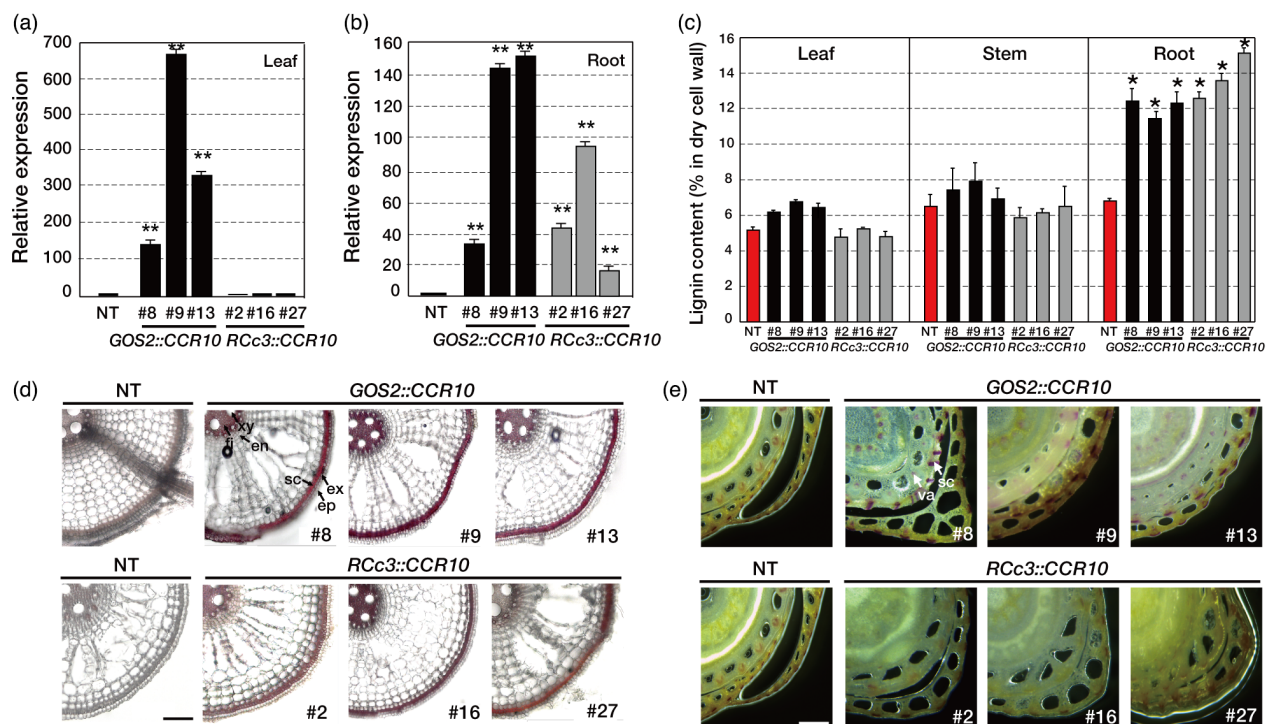 (a)
Relative expression
700
600
500
400
300
200
100
0
Leaf
**
**
**
NT
#8
#9
#13
#2
#16
#27
GOS2::CCR10
RCc3::CCR10
(b)
Relative expression
160
140
120
100
80
60
40
20
0
Root
**
**
**
**
**
**
NT
#8
#9
#13
#2
#16
#27
GOS2::CCR10
RCc3::CCR10
(c)
Lignin content (% in dry cell wall)
16
14
12
10
8
6
4
2
0
Leaf
Stem
Root
*
*
*
*
*
*
NT
#8
#9
#13
#2
#16
#27
GOS2::CCR10
RCc3::CCR10
NT
#8
#9
#13
#2
#16
#27
GOS2::CCR10
RCc3::CCR10
NT
#8
#9
#13
#2
#16
#27
GOS2::CCR10
RCc3::CCR10
(d)
NT
GOS2::CCR10
xy
fi
en
sc
ex
ep
#8
#9
#13
NT
RCc3::CCR10
#2
#16
#27
(e)
NT
GOS2::CCR10
sc
va
#8
#9
#13
NT
RCc3::CCR10
#2
#16
#27